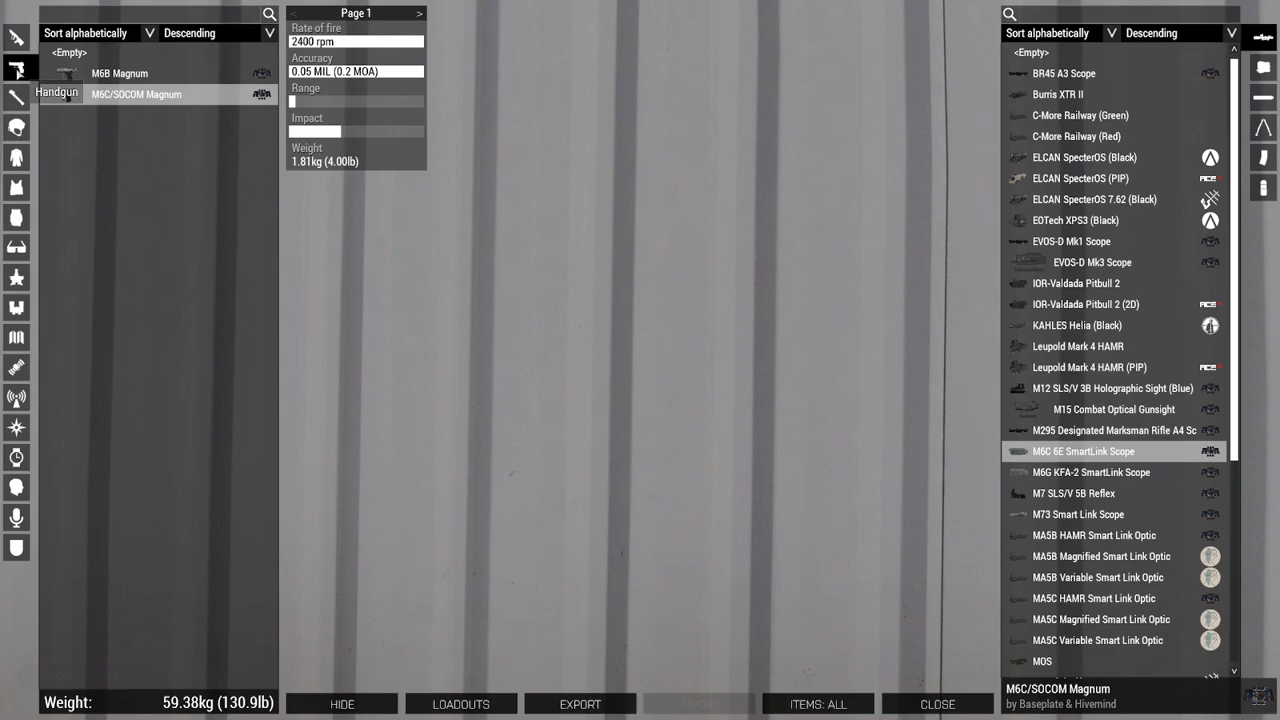 Sort alphabetically
Descending
<Empty>
M6B Magnum
Handgun
M6C/SOCOM Magnum
Weight:
59.38kg (130.9lb)
< Page 1 >
Rate of fire
2400 rpm
Accuracy
0.05 MIL (0.2 MOA)
Range
Impact
Weight
1.81kg (4.00lb)
HIDE
LOADOUTS
EXPORT
ITEMS: ALL
CLOSE
Sort alphabetically
Descending
<Empty>
BR45 A3 Scope
Burris XTR II
C-More Railway (Green)
C-More Railway (Red)
ELCAN SpecterOS (Black)
ELCAN SpecterOS (PIP)
ACE
ELCAN SpecterOS 7.62 (Black)
EOTech XPS3 (Black)
EVOS-D Mk1 Scope
EVOS-D Mk3 Scope
IOR-Valdada Pitbull 2
IOR-Valdada Pitbull 2 (2D)
ACE
KAHLES Helia (Black)
Leupold Mark 4 HAMR
Leupold Mark 4 HAMR (PIP)
ACE
M12 SLS/V 3B Holographic Sight (Blue)
M15 Combat Optical Gunsight
M295 Designated Marksman Rifle A4 Sc
M6C 6E SmartLink Scope
M6G KFA-2 SmartLink Scope
M7 SLS/V 5B Reflex
M73 Smart Link Scope
MA5B HAMR Smart Link Optic
MA5B Magnified Smart Link Optic
MA5B Variable Smart Link Optic
MA5C HAMR Smart Link Optic
MA5C Magnified Smart Link Optic
MA5C Variable Smart Link Optic
MOS
M6C/SOCOM Magnum
by Baseplate & Hivemind